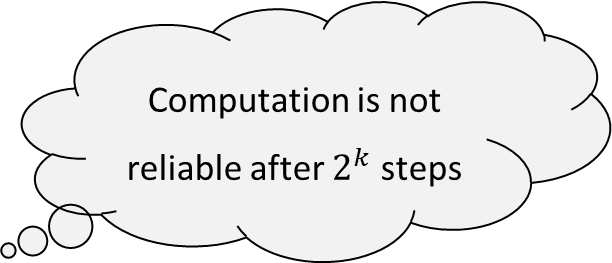 Computation is not
reliable after $2^k$ steps